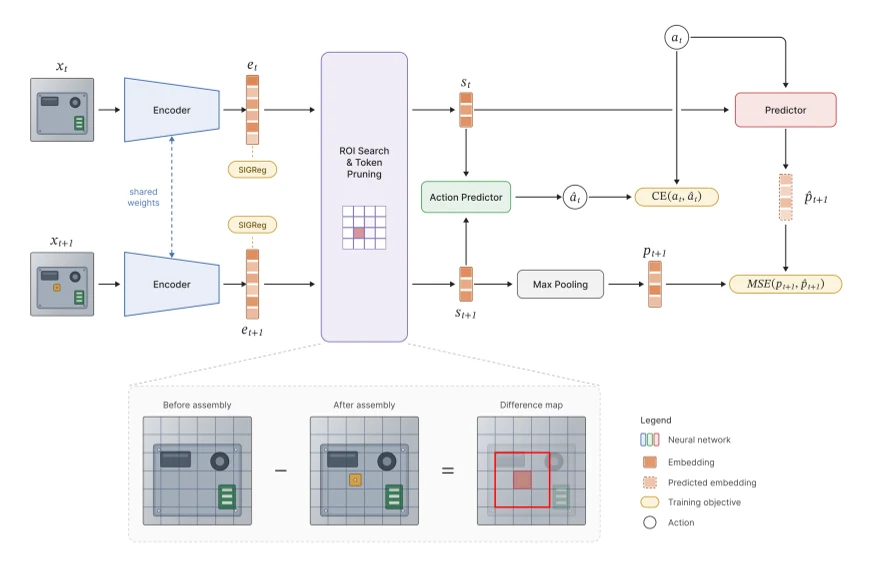 x_t
e_t
a_t
Encoder
SIGReg
ROI Search
& Token
Pruning
s_t
Predictor
shared
weights
Action Predictor
â_t
CE(a_t, â_t)
p̂_{t+1}
x_{t+1}
SIGReg
Encoder
e_{t+1}
s_{t+1}
Max Pooling
p_{t+1}
MSE(p_{t+1}, p̂_{t+1})
Before assembly
After assembly
Difference map
−
=
Legend
Neural network
Embedding
Predicted embedding
Training objective
Action